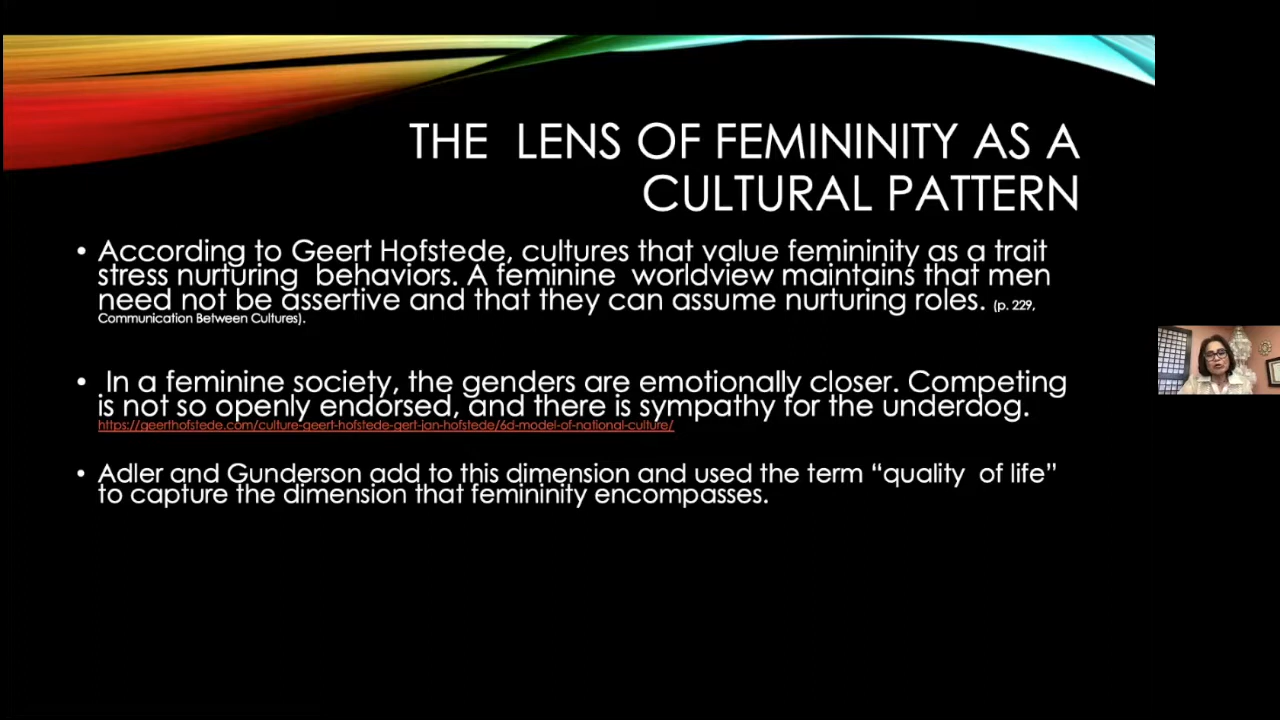 THE LENS OF FEMININITY AS A
CULTURAL PATTERN
• According to Geert Hofstede, cultures that value femininity as a trait
stress nurturing behaviors. A feminine worldview maintains that men
need not be assertive and that they can assume nurturing roles. (p. 229,
Communication Between Cultures).
• In a feminine society, the genders are emotionally closer. Competing
is not so openly endorsed, and there is sympathy for the underdog.
https://geerthofstede.com/culture-geert-hofstede-gert-jan-hofstede/6d-model-of-national-culture/
• Adler and Gunderson add to this dimension and used the term “quality of life”
to capture the dimension that femininity encompasses.